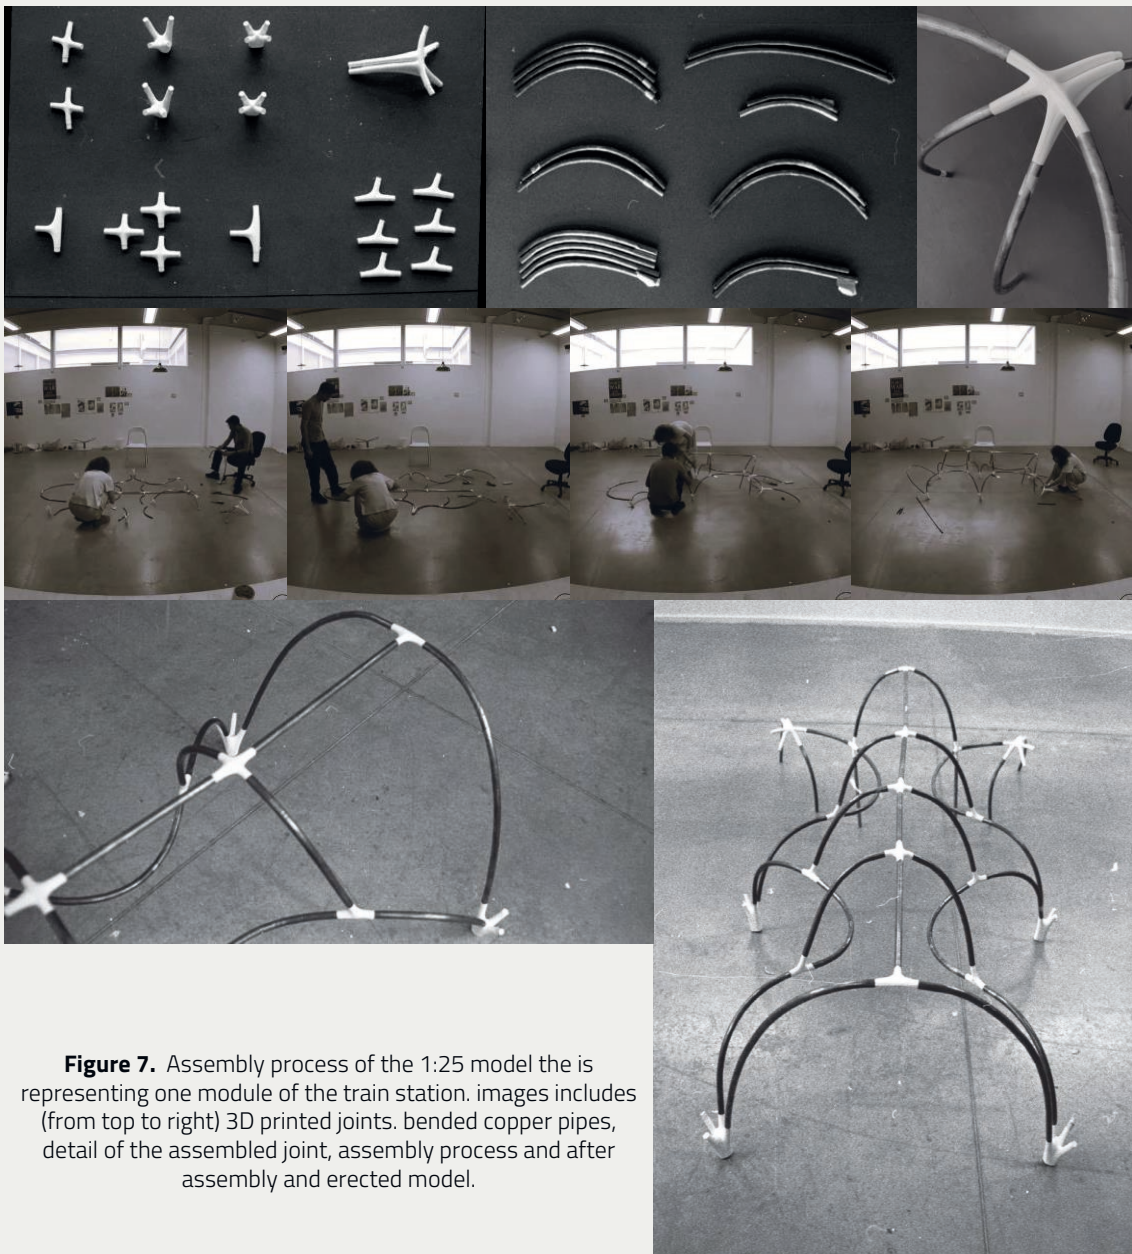 Figure 7. Assembly process of the 1:25 model the is
representing one module of the train station. images includes
(from top to right) 3D printed joints. bended copper pipes,
detail of the assembled joint, assembly process and after
assembly and erected model.